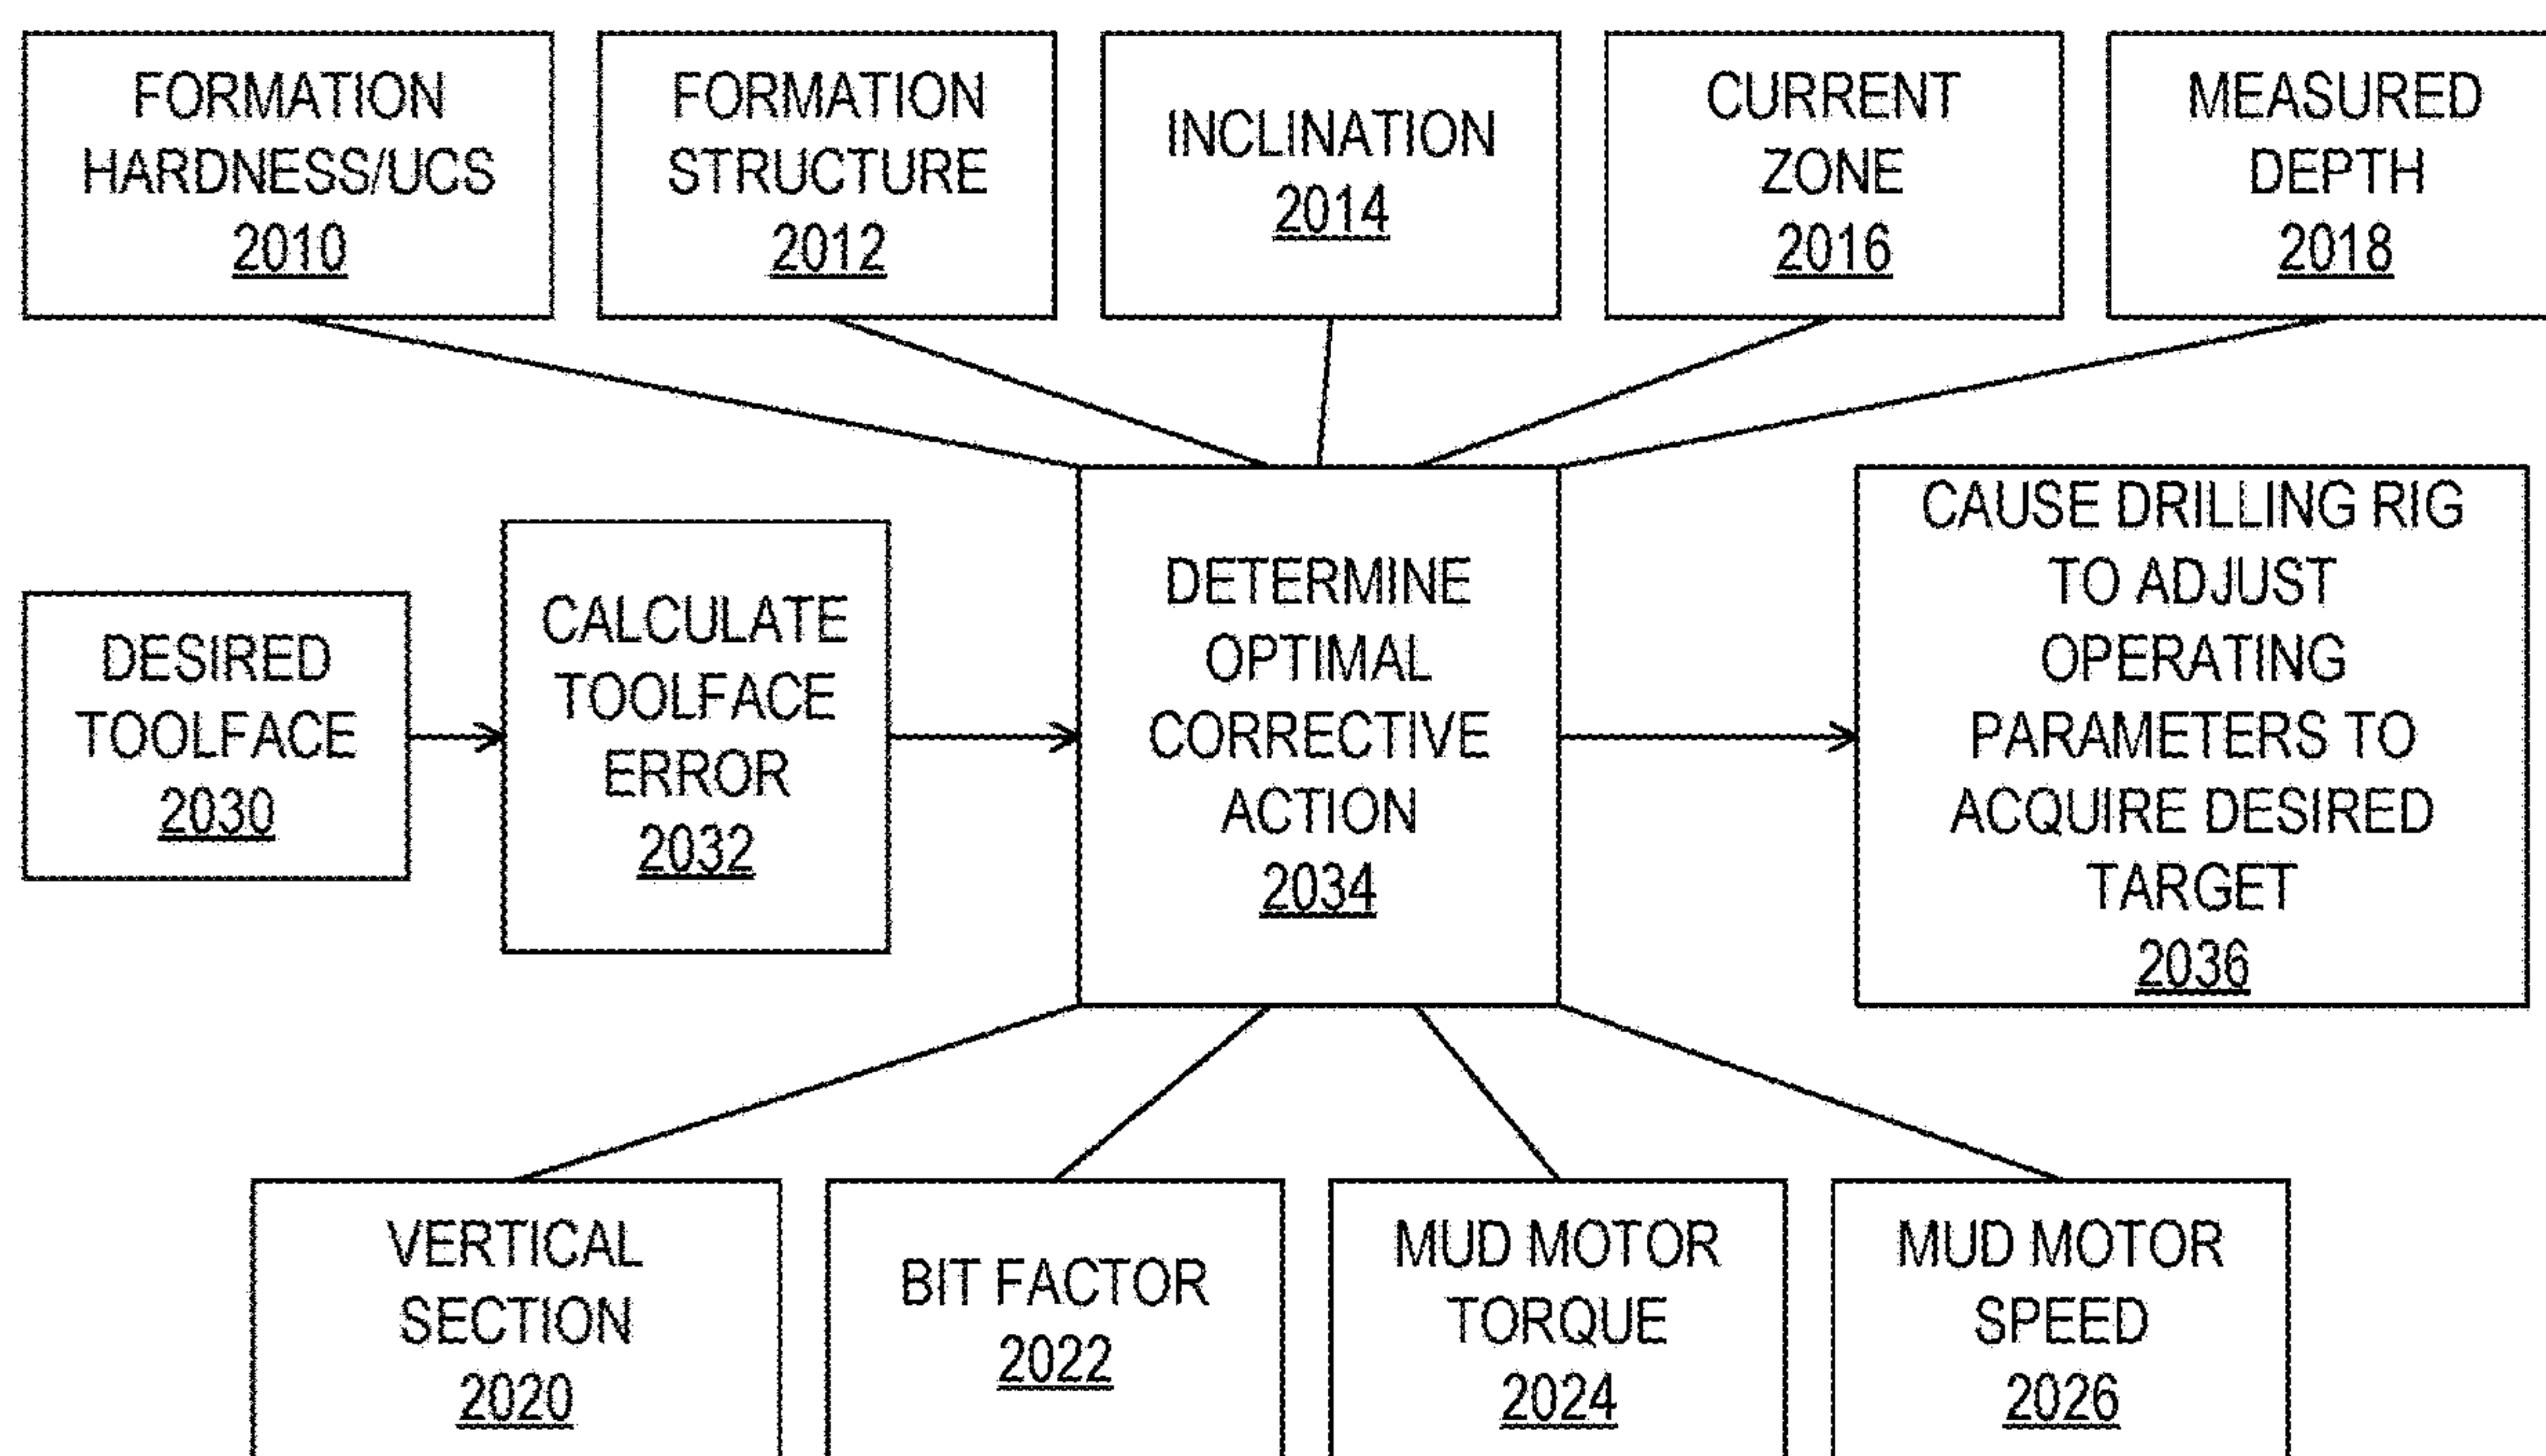 FORMATION
HARDNESS/UCS
2010
FORMATION
STRUCTURE
2012
INCLINATION
2014
CURRENT
ZONE
2016
MEASURED
DEPTH
2018
DESIRED
TOOLFACE
2030
CALCULATE
TOOLFACE
ERROR
2032
DETERMINE
OPTIMAL
CORRECTIVE
ACTION
2034
CAUSE DRILLING RIG
TO ADJUST
OPERATING
PARAMETERS TO
ACQUIRE DESIRED
TARGET
2036
VERTICAL
SECTION
2020
BIT FACTOR
2022
MUD MOTOR
TORQUE
2024
MUD MOTOR
SPEED
2026